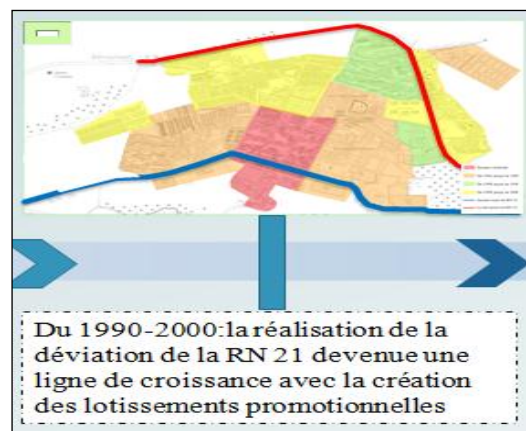 Du 1990-2000:la réalisation de la
déviation de la RN 21 devenue une
ligne de croissance avec la création
des lotissements promotionnelles